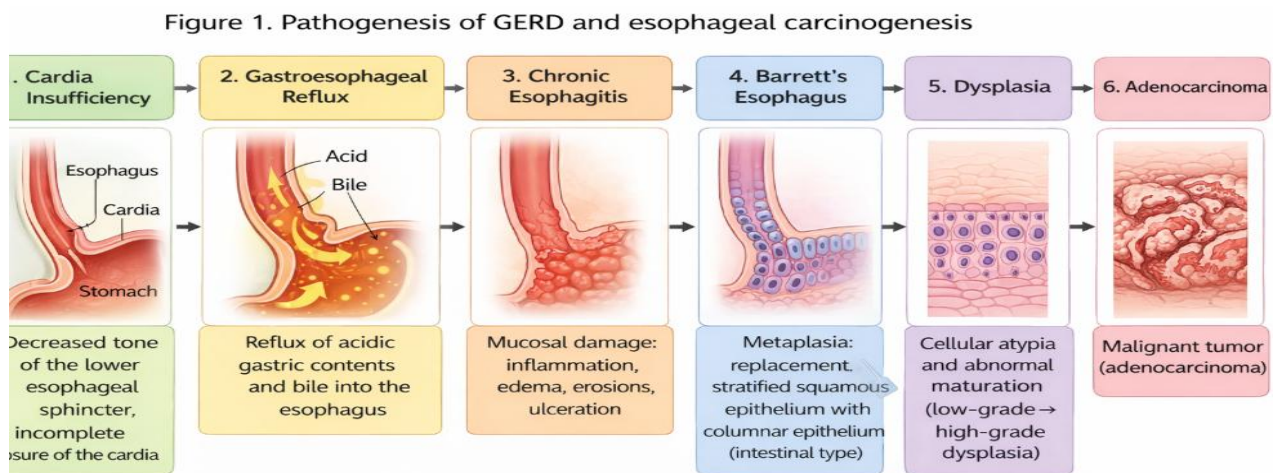 Figure 1. Pathogenesis of GERD and esophageal carcinogenesis
. Cardia
Insufficiency
2. Gastroesophageal
Reflux
3. Chronic
Esophagitis
4. Barrett's
Esophagus
5. Dysplasia
6. Adenocarcinoma
Esophagus
Cardia
Stomach
Acid
Bile
Decreased tone
of the lower
esophageal
sphincter,
incomplete
osure of the cardia
Reflux of acidic
gastric contents
and bile into the
esophagus
Mucosal damage:
inflammation,
edema, erosions,
ulceration
Metaplasia:
replacement.
stratified squamous
epithelium with
columnar epithelium
(intestinal type)
Cellular atypia
and abnormal
maturation
(low-grade →
high-grade
dysplasia)
Malignant tumor
(adenocarcinoma)